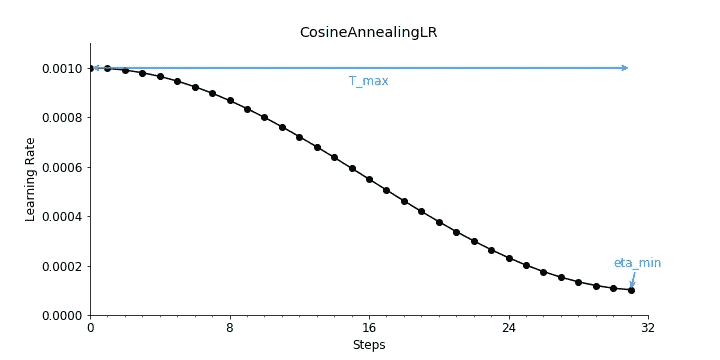 CosineAnnealingLR
0.0010
T_max
0.0008
0.0006
Learning Rate
0.0004
eta_min
0.0002
0.0000
0 8 16 24 32
Steps